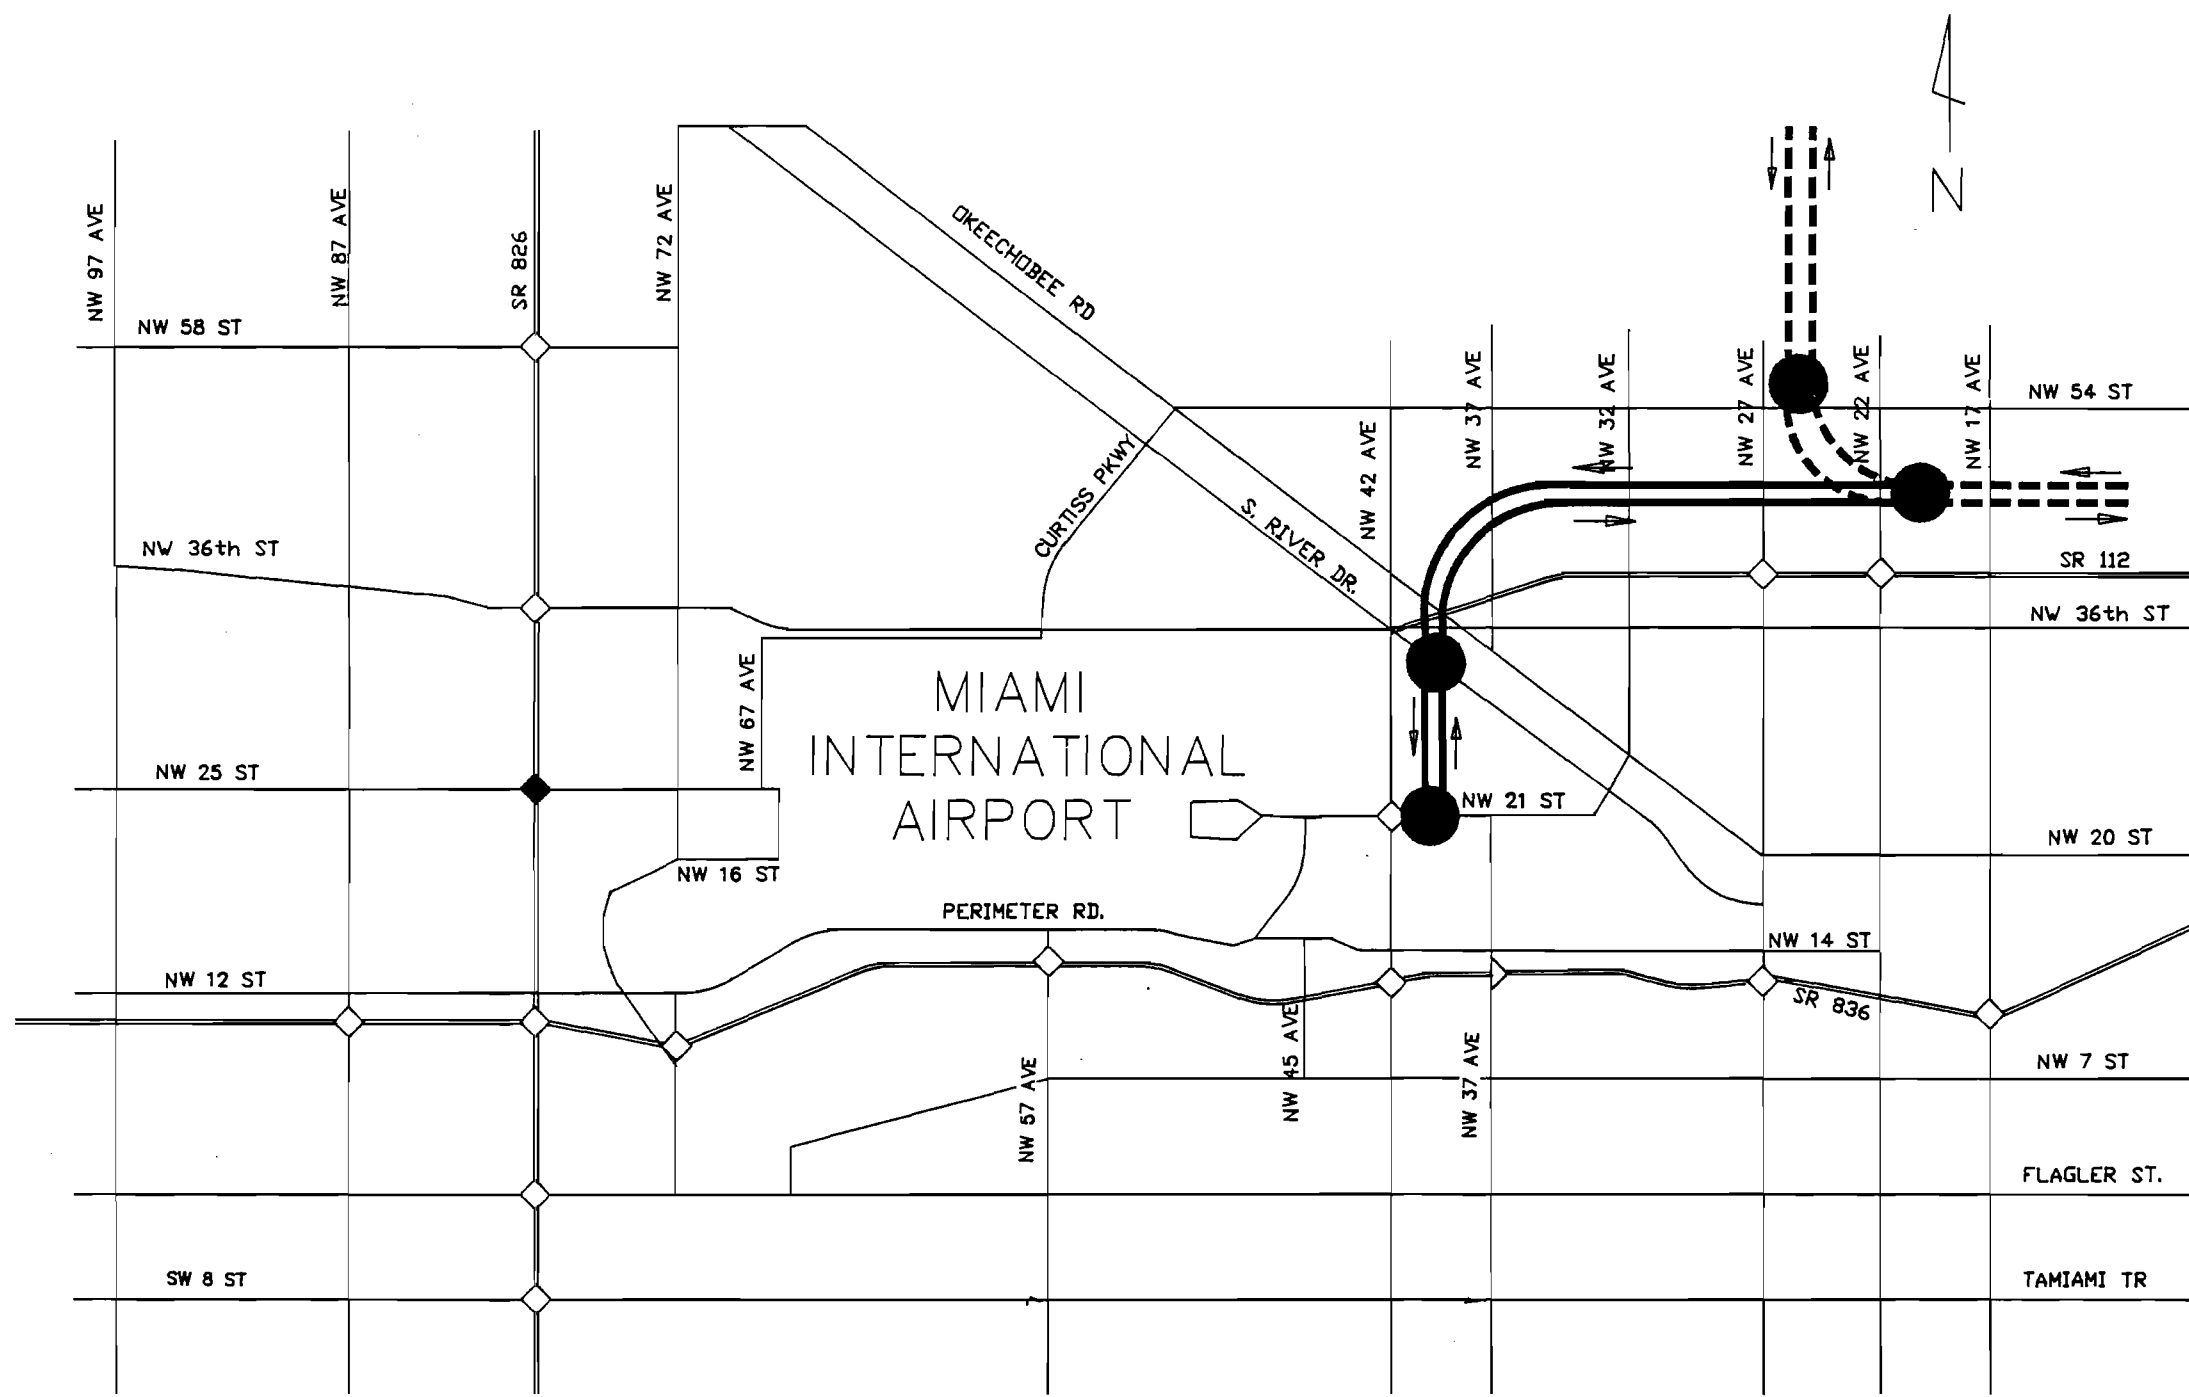 N
NW 97 AVE
NW 87 AVE
SR 826
NW 72 AVE
OKEECHOBEE RD
NW 58 ST
NW 37 AVE
NW 32 AVE
NW 27 AVE
NW 22 AVE
NW 17 AVE
NW 54 ST
NW 42 AVE
CURTISS PKWY
S. RIVER DR.
NW 36th ST
SR 112
NW 36th ST
NW 67 AVE
MIAMI
INTERNATIONAL
AIRPORT
NW 25 ST
NW 21 ST
NW 20 ST
NW 16 ST
PERIMETER RD.
NW 14 ST
NW 12 ST
SR 836
NW 45 AVE
NW 57 AVE
NW 37 AVE
NW 7 ST
FLAGLER ST.
SW 8 ST
TAMIAMI TR